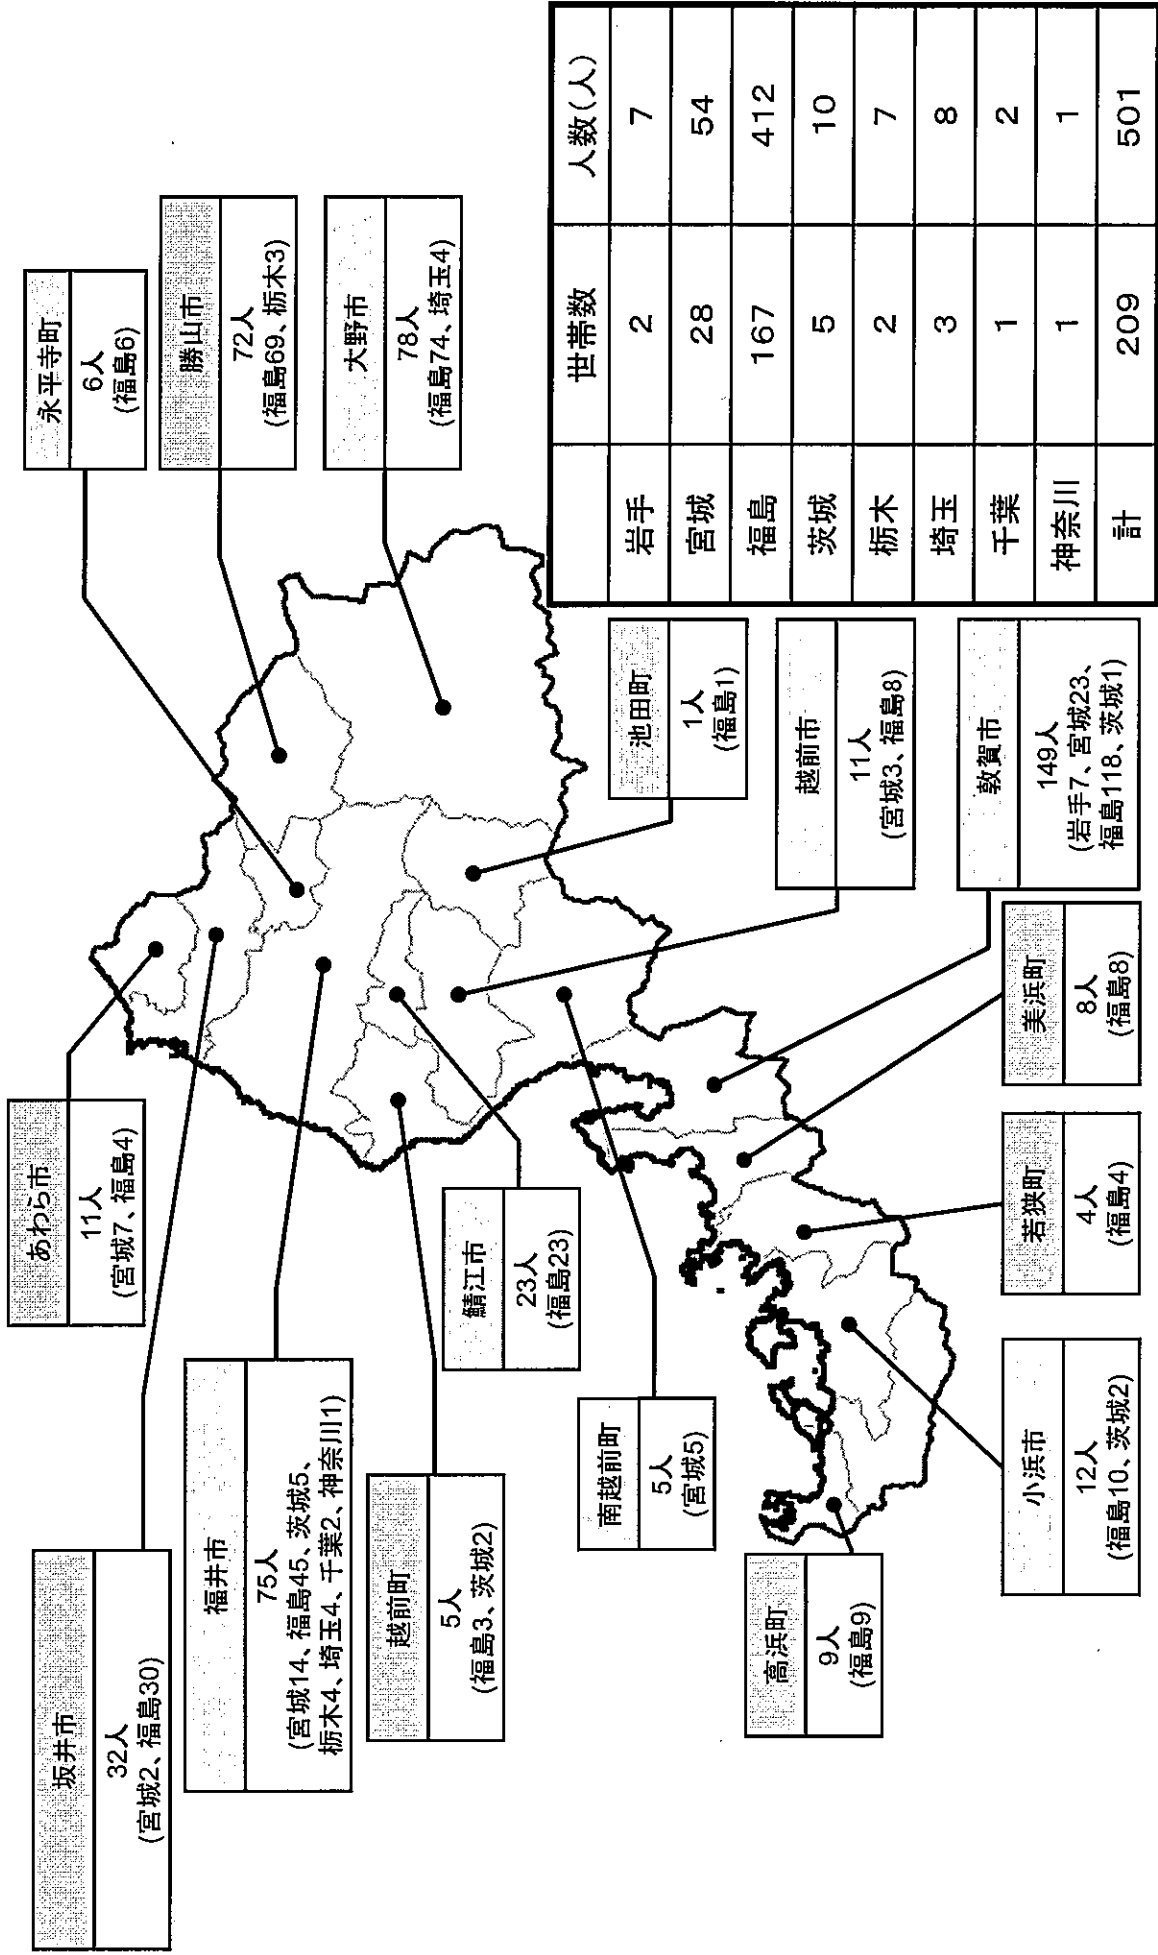 坂井市
32人
(宮城2、福島30)
あわら市
11人
(宮城7、福島4)
永平寺町
6人
(福島6)
勝山市
72人
(福島69、栃木3)
大野市
78人
(福島74、埼玉4)
福井市
75人
(宮城14、福島45、茨城5、
栃木4、埼玉4、千葉2、神奈川1)
越前町
5人
(福島3、茨城2)
鯖江市
23人
(福島23)
南越前町
5人
(宮城5)
池田町
1人
(福島1)
越前市
11人
(宮城3、福島8)
敦賀市
149人
(岩手7、宮城23、
福島118、茨城1)
高浜町
9人
(福島9)
小浜市
12人
(福島10、茨城2)
若狭町
4人
(福島4)
美浜町
8人
(福島8)
世帯数 人数(人)
岩手 2 7
宮城 28 54
福島 167 412
茨城 5 10
栃木 2 7
埼玉 3 8
千葉 1 2
神奈川 1 1
計 209 501